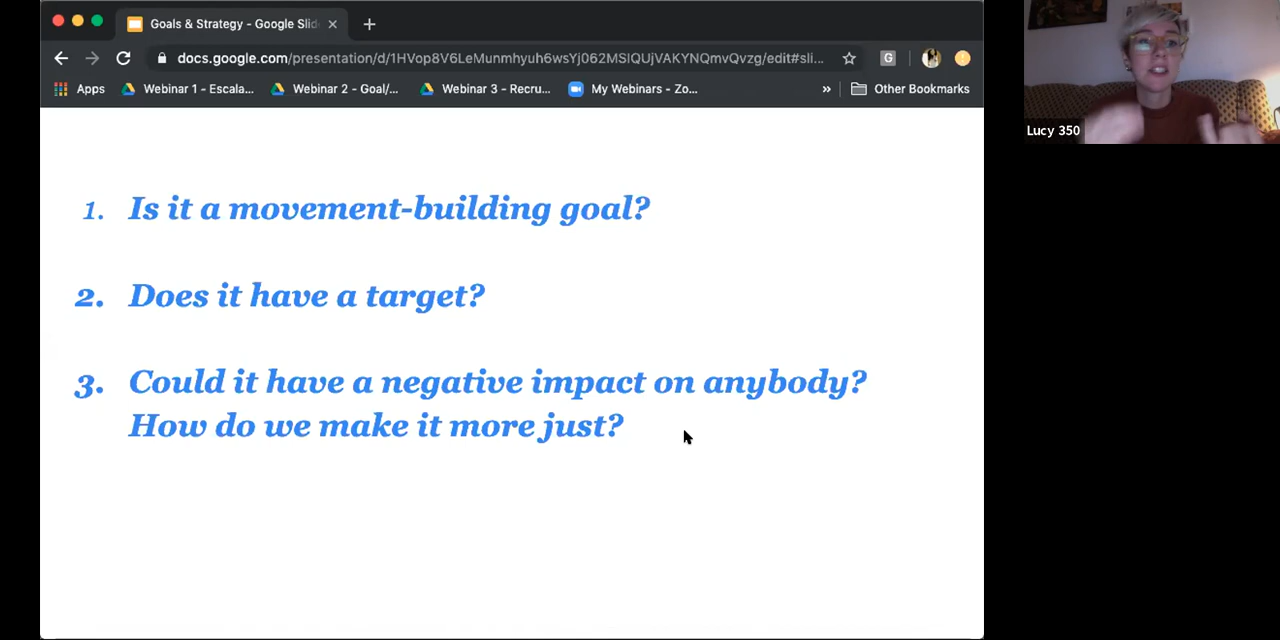 Goals & Strategy - Google Slid
docs.google.com/presentation/d/1HVop8V6LeMunmhyuh6wsYj062MSlQUjVAKYNQmvQvzg/edit#sli...
G
Apps
Webinar 1 - Escala...
Webinar 2 - Goal/...
Webinar 3 - Recru...
My Webinars - Zo...
»
Other Bookmarks
Lucy 350
1. Is it a movement-building goal?
2. Does it have a target?
3. Could it have a negative impact on anybody?
How do we make it more just?